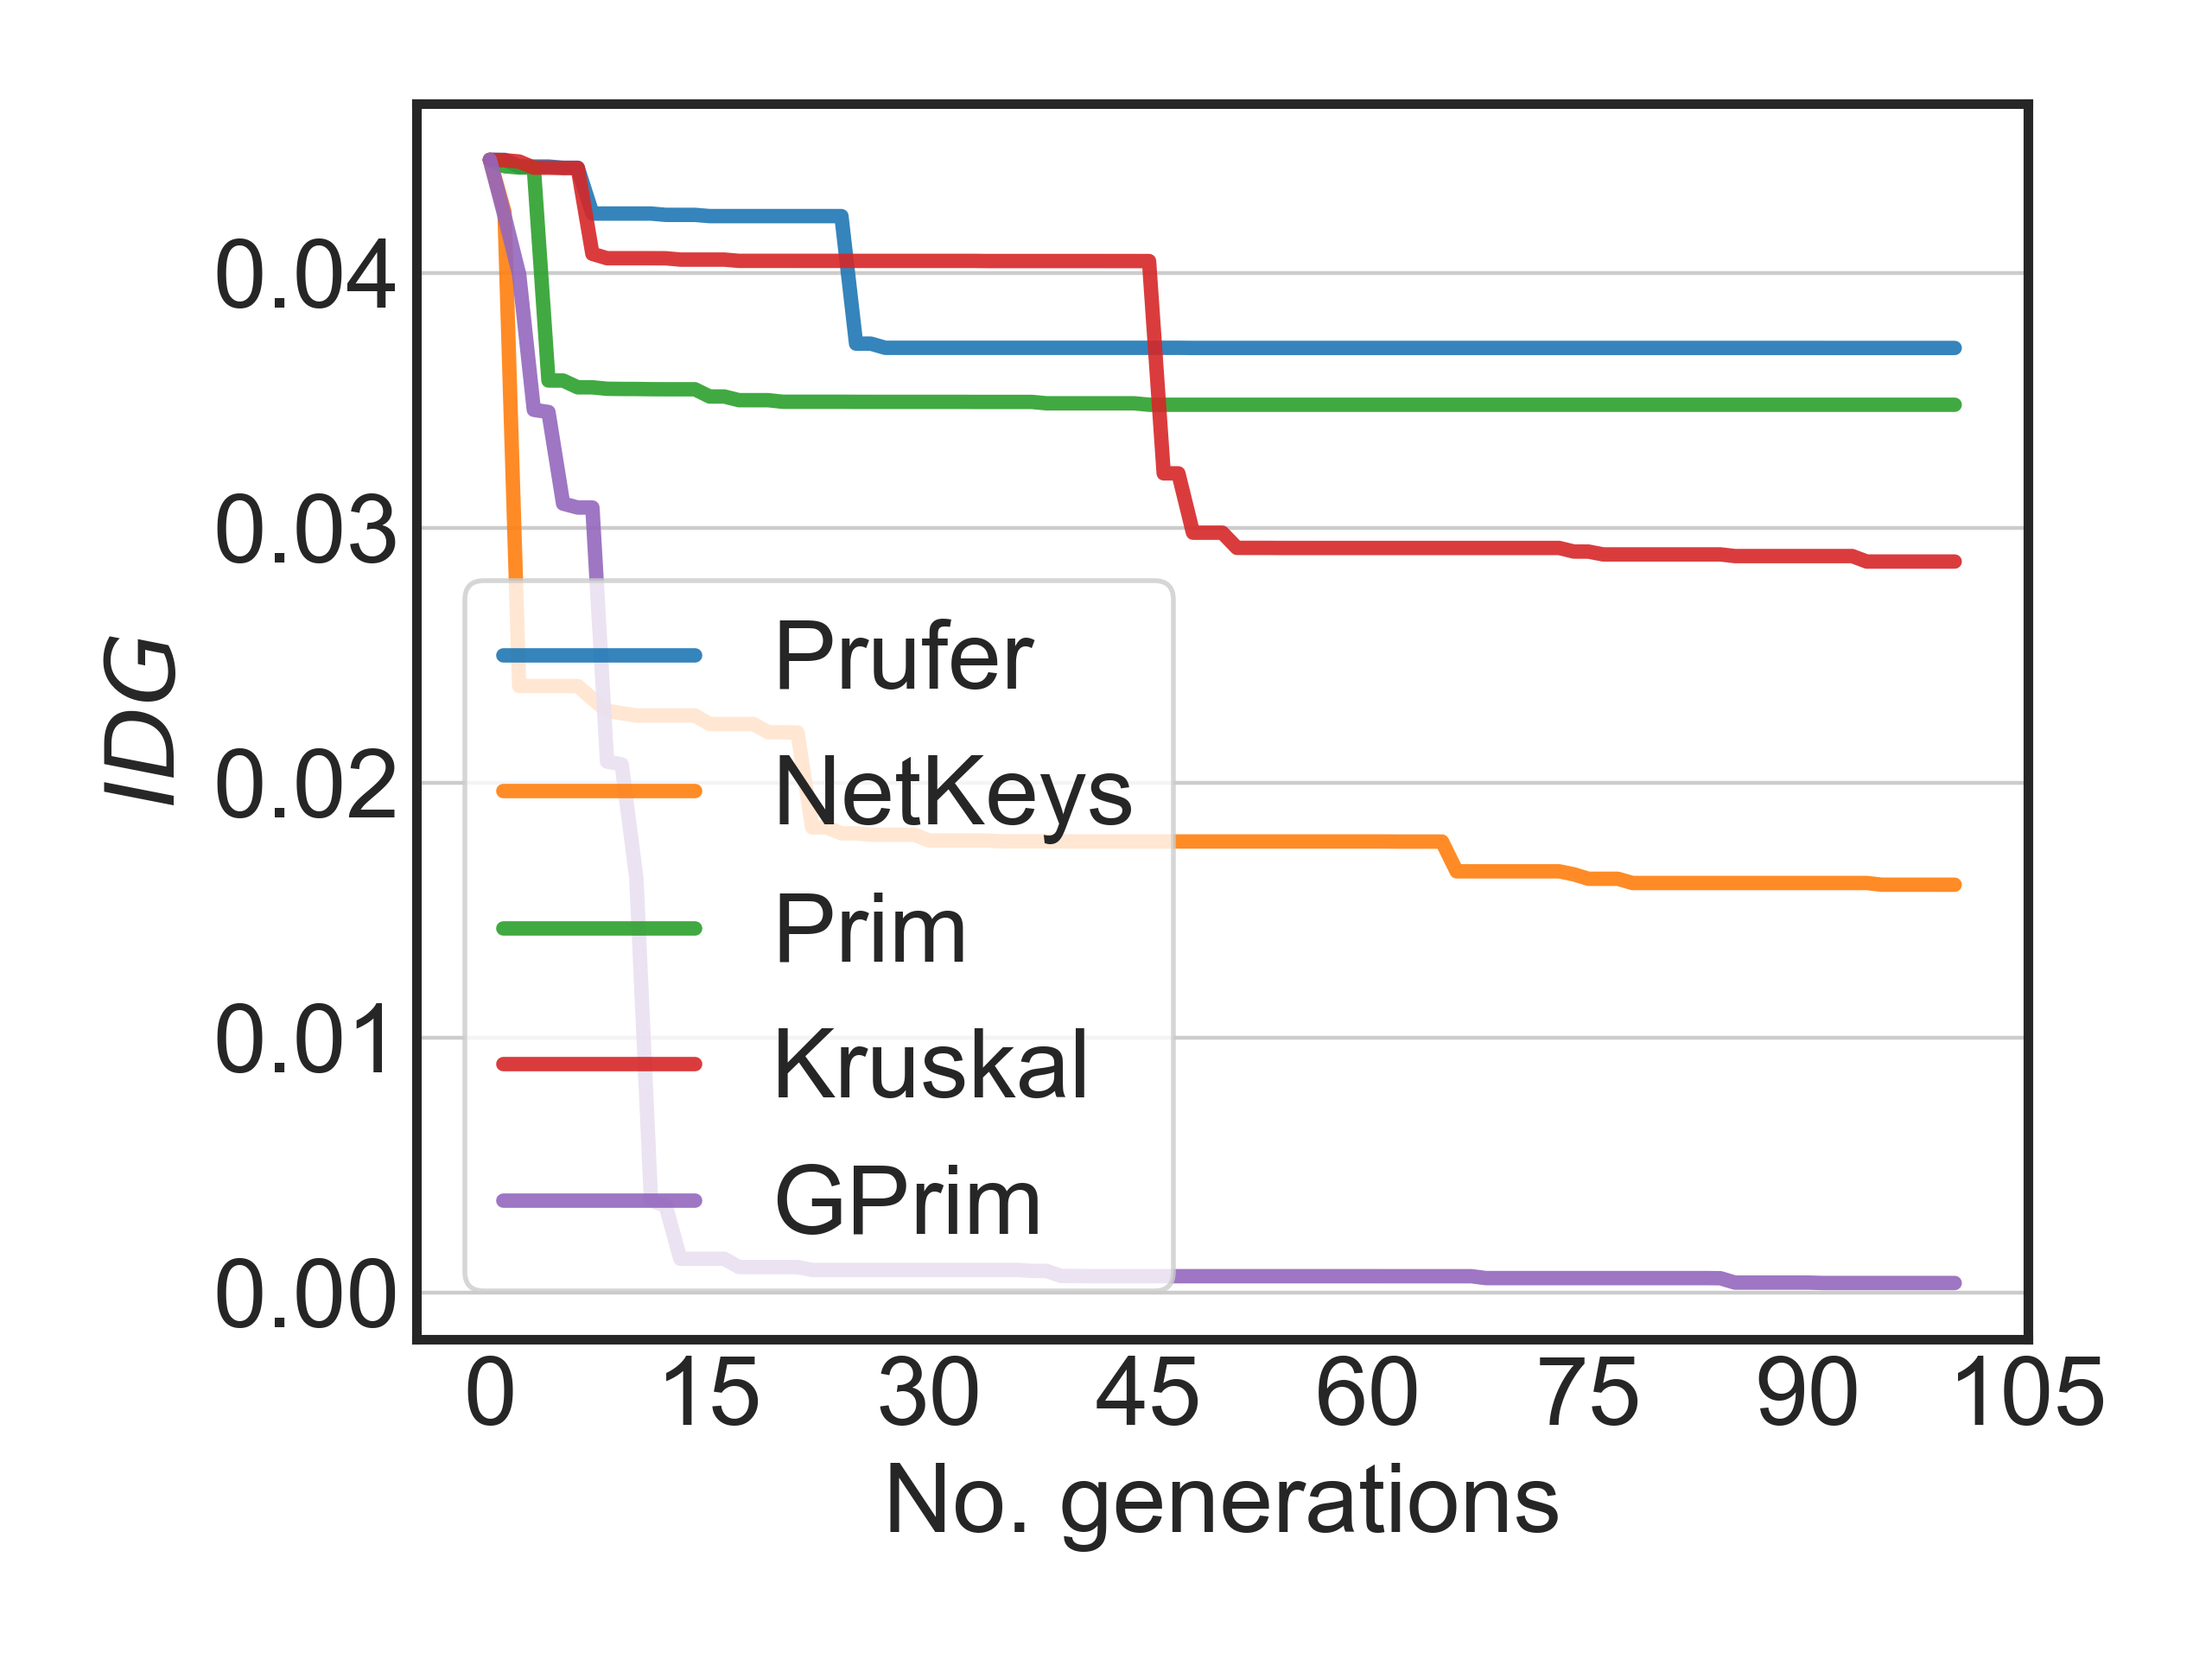 IDG
0.04
0.03
0.02
0.01
0.00
Prufer
NetKeys
Prim
Kruskal
GPrim
0 15 30 45 60 75 90 105
No. generations